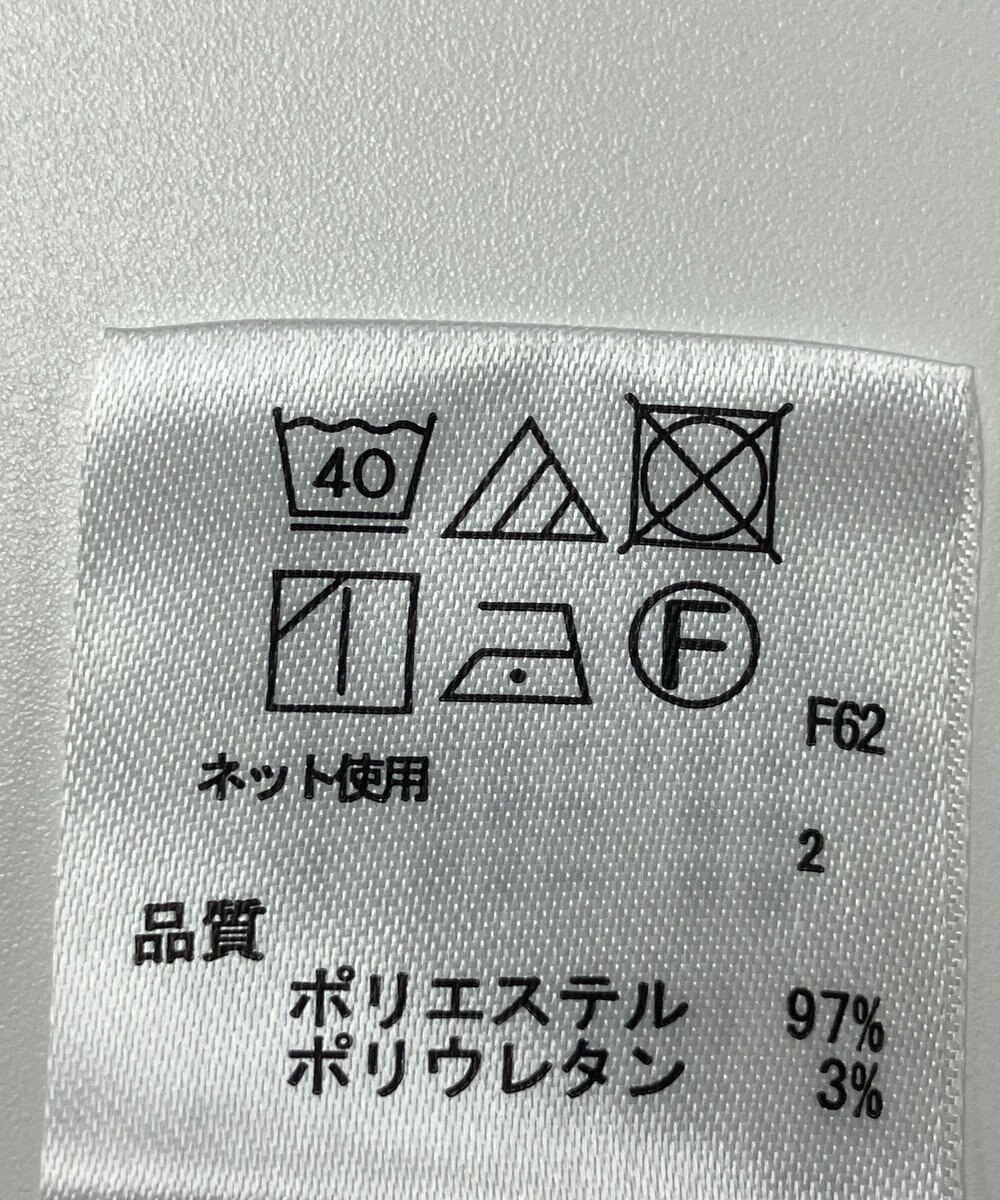 40
F
F62
ネット使用
2
品質
ポリエステル 97%
ポリウレタン 3%